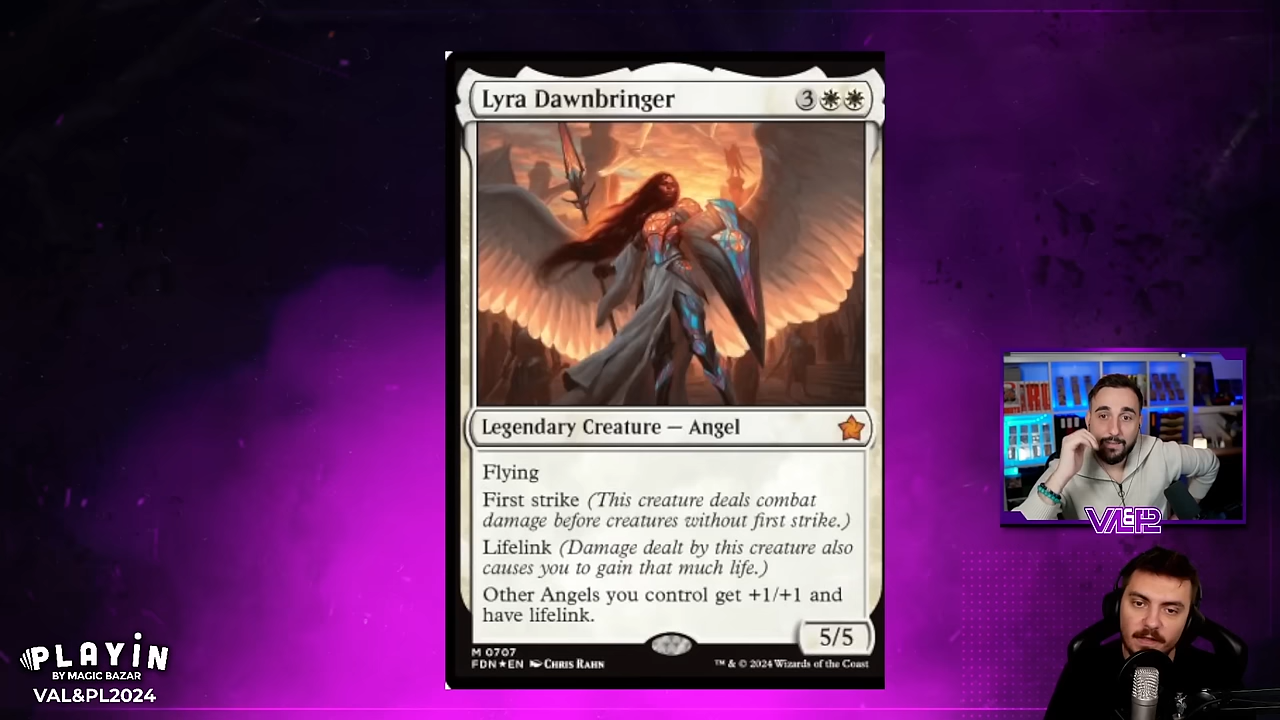 Lyra Dawnbringer 3
Legendary Creature — Angel
Flying
First strike (This creature deals combat
damage before creatures without first strike.)
Lifelink (Damage dealt by this creature also
causes you to gain that much life.)
Other Angels you control get +1/+1 and
have lifelink.
5/5
M 0707
FDN★EN CHRIS RAHN
™ & © 2024 Wizards of the Coast
VAL&PL2
PLAYIN
BY MAGIC BAZAR
VAL&PL2024